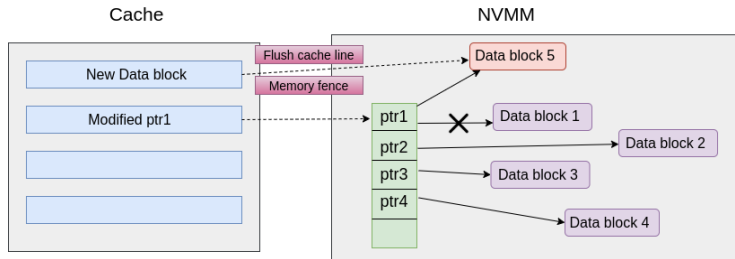 Cache
NVMM
Flush cache line
Data block 5
New Data block
Memory fence
Modified ptr1
ptr1
Data block 1
ptr2
Data block 2
ptr3
Data block 3
ptr4
Data block 4